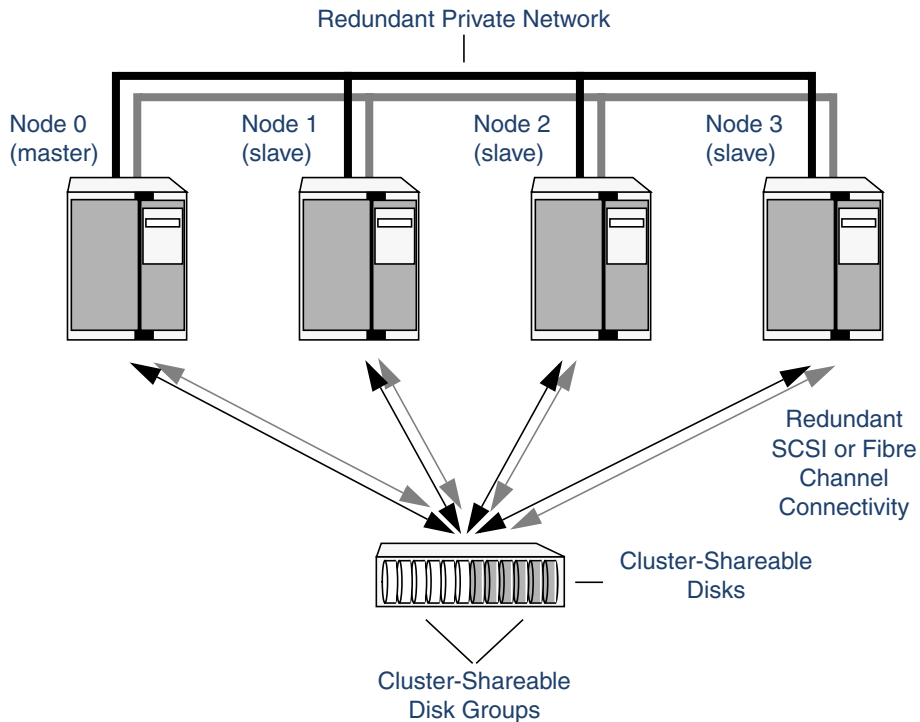 Redundant Private Network
Node 0
(master)
Node 1
(slave)
Node 2
(slave)
Node 3
(slave)
Redundant
SCSI or Fibre
Channel
Connectivity
Cluster-Shareable
Disks
Cluster-Shareable
Disk Groups